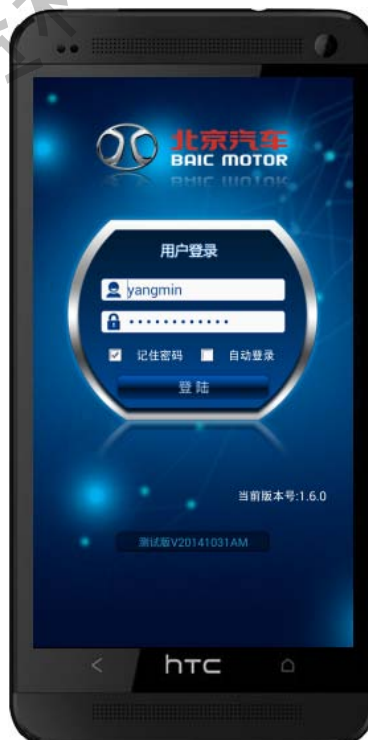 北京汽车
BAIC MOTOR
用户登录
yangmin
••••••••••••
记住密码 自动登录
登 陆
当前版本号:1.6.0
测试版V20141031AM
hTC